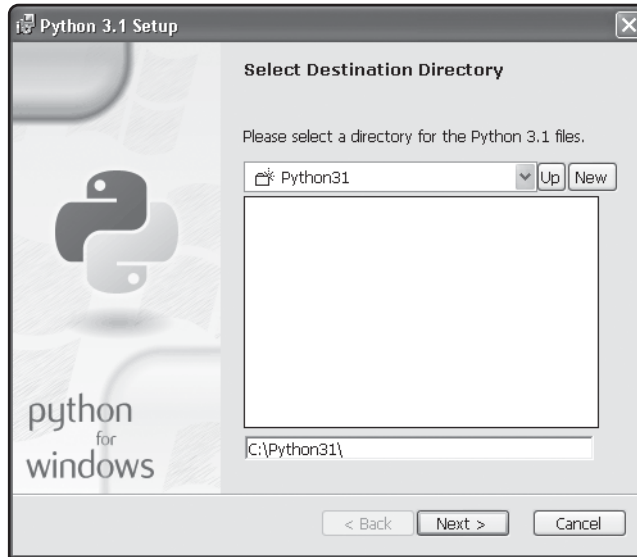 Python 3.1 Setup
Select Destination Directory
Please select a directory for the Python 3.1 files.
Python31
Up
New
C:\Python31\
python
for
windows
< Back
Next >
Cancel